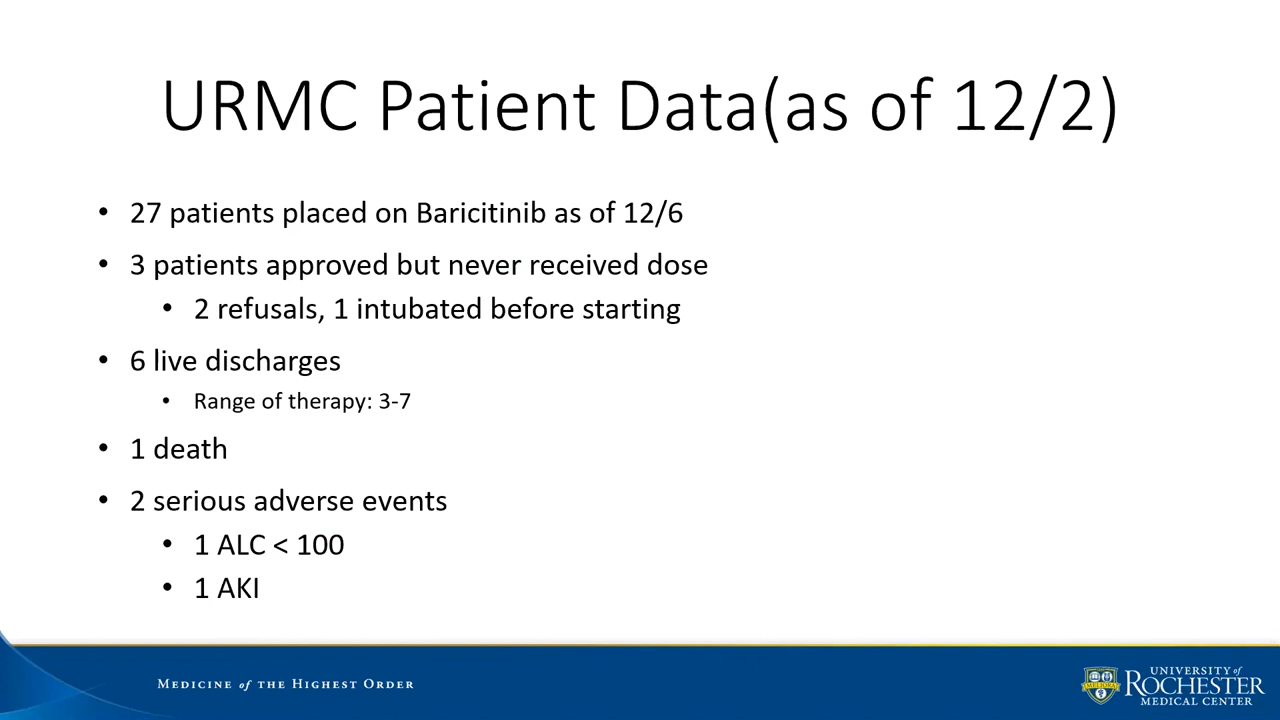 URMC Patient Data(as of 12/2)
• 27 patients placed on Baricitinib as of 12/6
• 3 patients approved but never received dose
• 2 refusals, 1 intubated before starting
• 6 live discharges
• Range of therapy: 3-7
• 1 death
• 2 serious adverse events
• 1 ALC < 100
• 1 AKI
MEDICINE of THE HIGHEST ORDER
MELIORA
UNIVERSITY of
ROCHESTER
MEDICAL CENTER